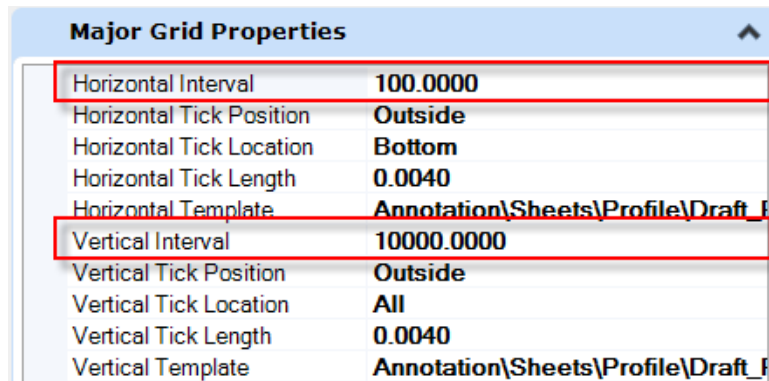 Major Grid Properties
Horizontal Interval 100.0000
Horizontal Tick Position Outside
Horizontal Tick Location Bottom
Horizontal Tick Length 0.0040
Horizontal Template Annotation\Sheets\Profile\Draft_
Vertical Interval 10000.0000
Vertical Tick Position Outside
Vertical Tick Location All
Vertical Tick Length 0.0040
Vertical Template Annotation\Sheets\Profile\Draft_